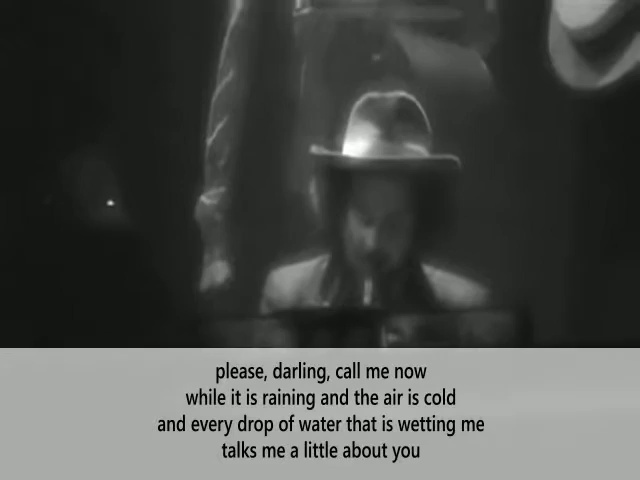 please, darling, call me now
while it is raining and the air is cold
and every drop of water that is wetting me
talks me a little about you